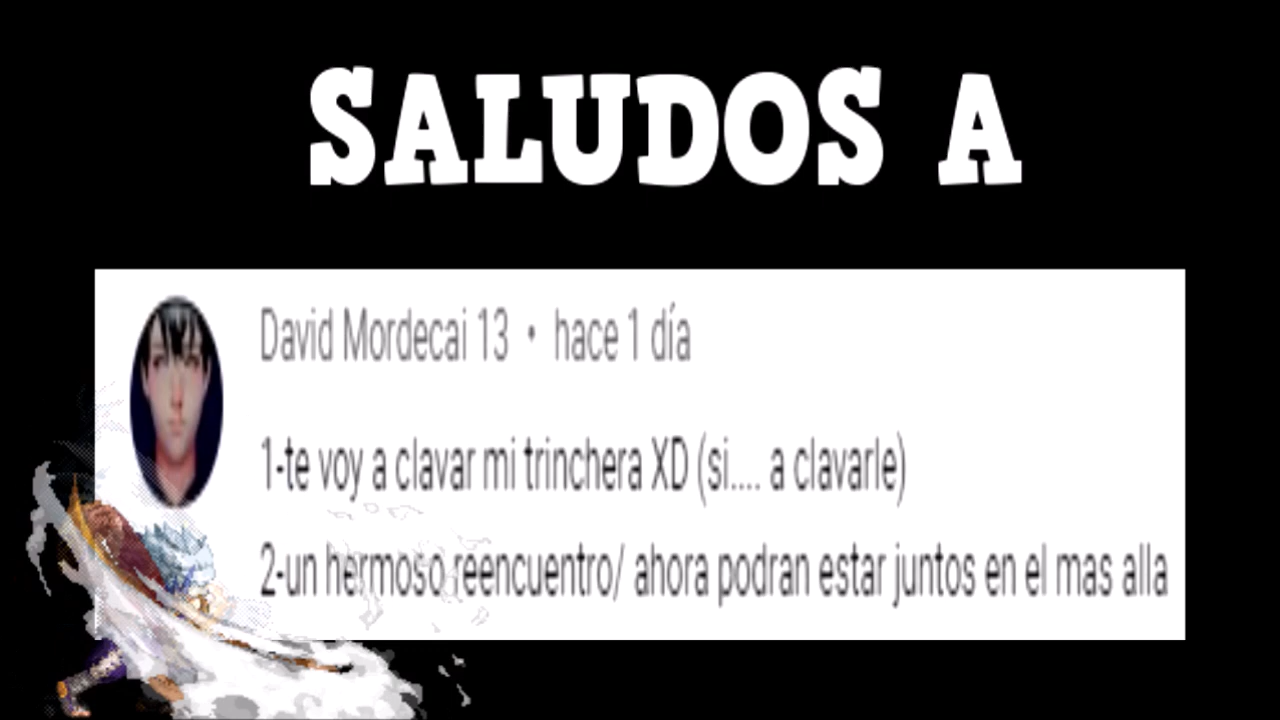 SALUDOS A
David Mordecai 13 • hace 1 día
1-te voy a clavar mi trinchera XD (si.... a clavarle)
2-un hermoso reencuentro/ ahora podran estar juntos en el mas alla